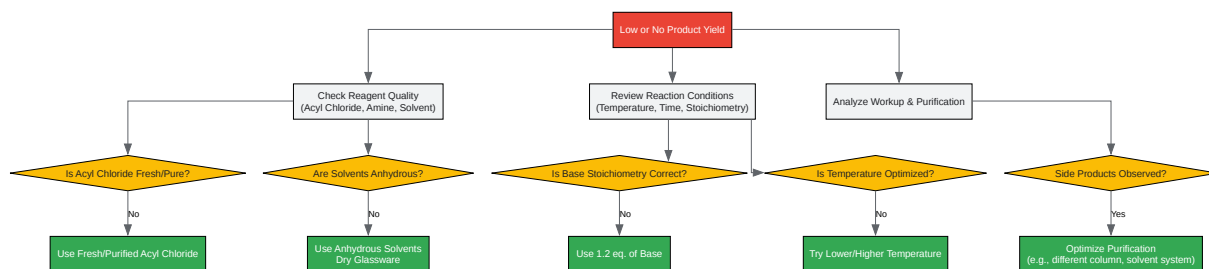 Low or No Product Yield
Check Reagent Quality
(Acyl Chloride, Amine, Solvent)
Review Reaction Conditions
(Temperature, Time, Stoichiometry)
Analyze Workup & Purification
Is Acyl Chloride Fresh/Pure?
Are Solvents Anhydrous?
Is Base Stoichiometry Correct?
Is Temperature Optimized?
Side Products Observed?
No
No
No
No
Yes
Use Fresh/Purified Acyl Chloride
Use Anhydrous Solvents
Dry Glassware
Use 1.2 eq. of Base
Try Lower/Higher Temperature
Optimize Purification
(e.g., different column, solvent system)